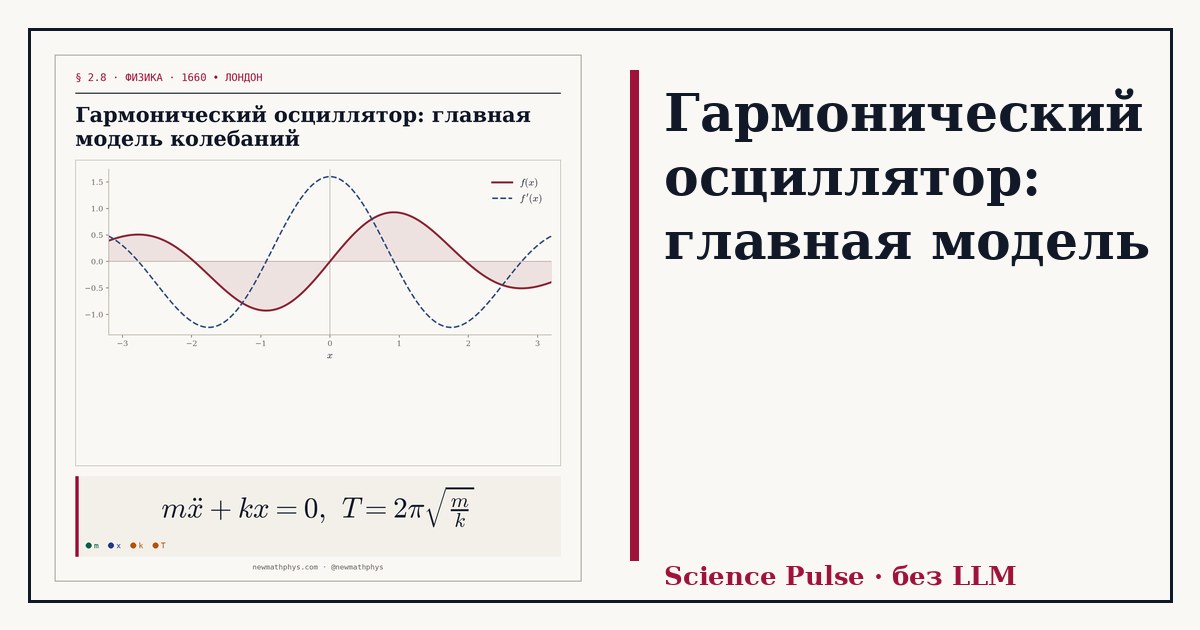 § 2.8 · ФИЗИКА · 1660 • ЛОНДОН
Гармонический осциллятор: главная
модель колебаний
1.5
1.0
0.5
0.0
−0.5
−1.0
f(x)
f′(x)
−3 −2 −1 0 1 2 3
x
mẍ + kx = 0, T = 2π√(m/k)
m x k T
newmathphys.com · @newmathphys
Гармонический
осциллятор:
главная модель
Science Pulse · без LLM